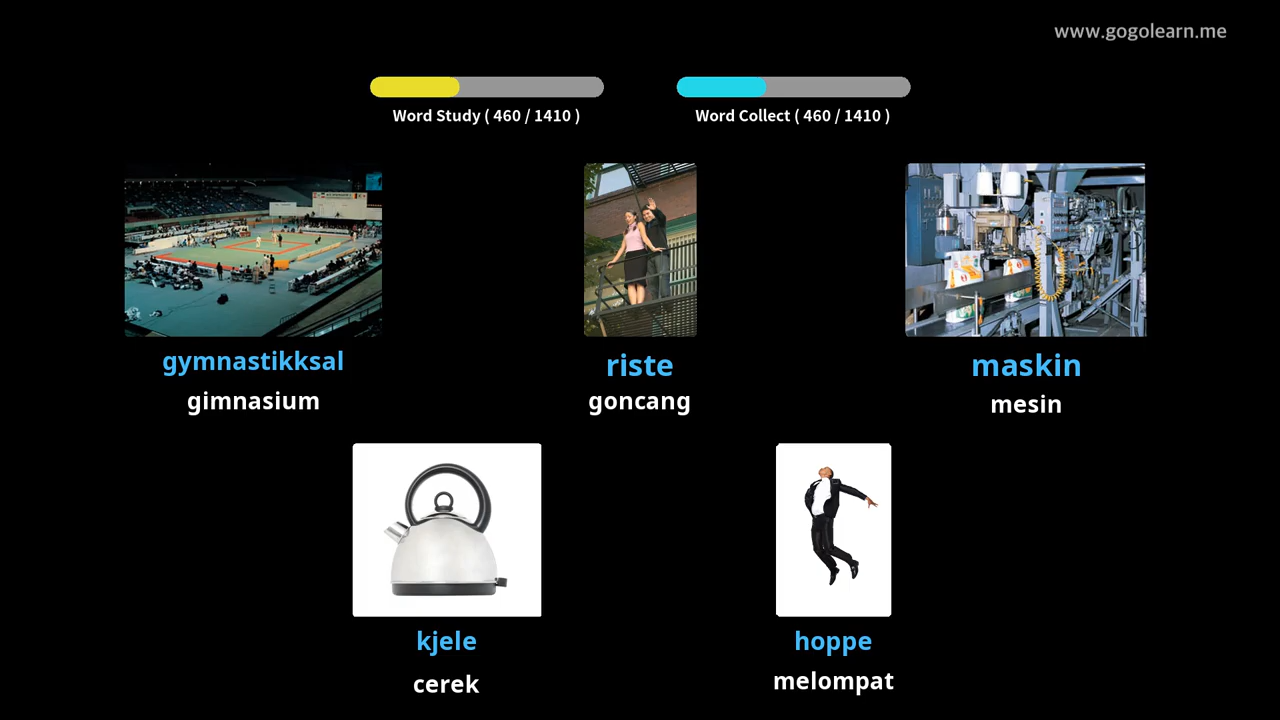 www.gogolearn.me
Word Study ( 460 / 1410 )
Word Collect ( 460 / 1410 )
gymnastikksal
gimnasium
riste
goncang
maskin
mesin
kjele
cerek
hoppe
melompat